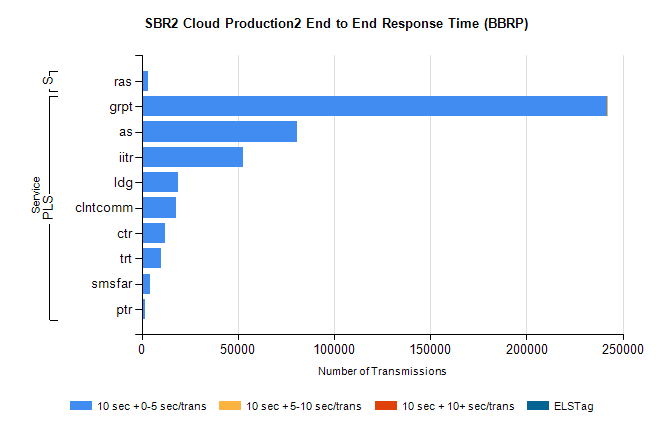 SBR2 Cloud Production2 End to End Response Time (BBRP)
ras
grpt
as
iitr
ldg
clntcomm
ctr
trt
smsfar
ptr
Service
PLS
0
50000
100000
150000
200000
250000
Number of Transmissions
10 sec +0-5 sec/trans
10 sec +5-10 sec/trans
10 sec + 10+ sec/trans
ELSTag